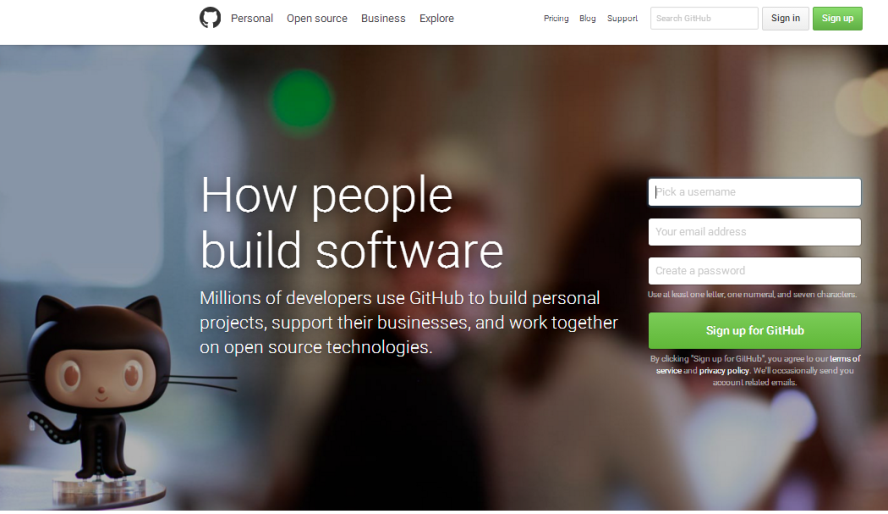 Personal Open source Business Explore Pricing Blog Support Search GitHub Sign in Sign up
How people
build software
Millions of developers use GitHub to build personal
projects, support their businesses, and work together
on open source technologies.
Pick a username
Your email address
Create a password
Use at least one letter, one numeral, and seven characters.
Sign up for GitHub
By clicking "Sign up for GitHub", you agree to our terms of
service and privacy policy. We'll occasionally send you
account related emails.